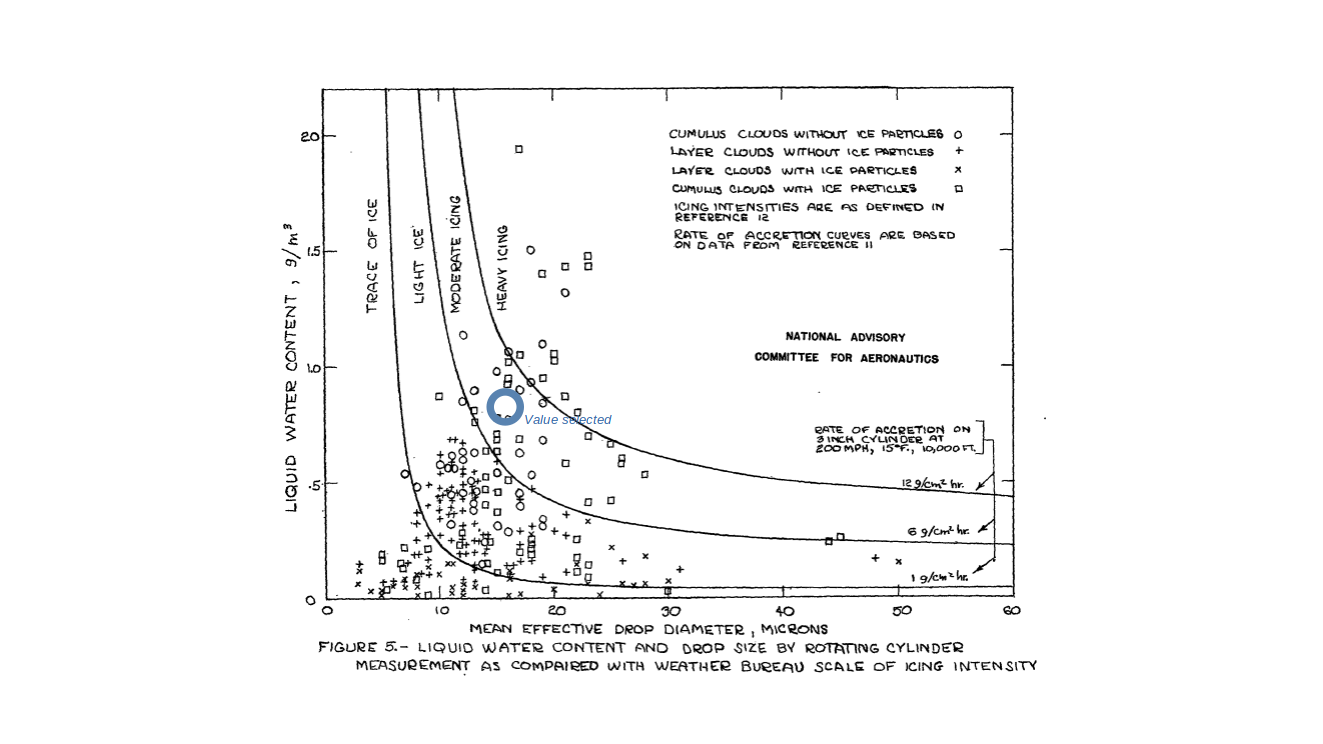 2.0
1.5
1.0
.5
0
LIQUID WATER CONTENT, g/m³
TRACE OF ICE
LIGHT ICE
MODERATE ICING
HEAVY ICING
CUMULUS CLOUDS WITHOUT ICE PARTICLES o
LAYER CLOUDS WITHOUT ICE PARTICLES +
LAYER CLOUDS WITH ICE PARTICLES x
CUMULUS CLOUDS WITH ICE PARTICLES □
ICING INTENSITIES ARE AS DEFINED IN
REFERENCE 12
RATE OF ACCRETION CURVES ARE BASED
ON DATA FROM REFERENCE 11
NATIONAL ADVISORY
COMMITTEE FOR AERONAUTICS
Value selected
RATE OF ACCRETION ON
3 INCH CYLINDER AT
200 MPH, 15°F., 10,000 FT.
12 g/cm² hr.
6 g/cm² hr.
1 g/cm² hr.
0 10 20 30 40 50 60
MEAN EFFECTIVE DROP DIAMETER, MICRONS
FIGURE 5.- LIQUID WATER CONTENT AND DROP SIZE BY ROTATING CYLINDER
MEASUREMENT AS COMPAIRED WITH WEATHER BUREAU SCALE OF ICING INTENSITY